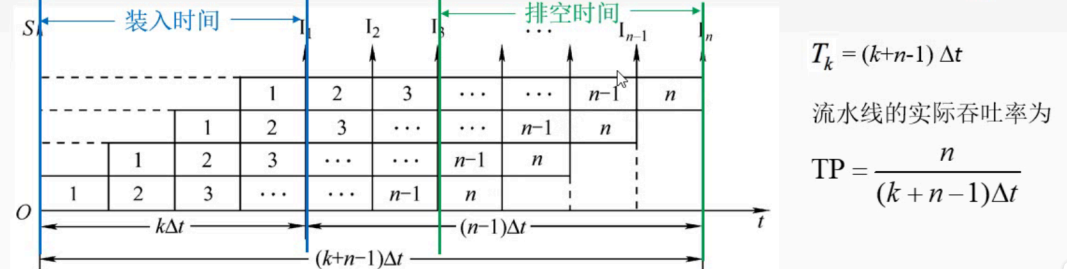 装入时间
排空时间
S I₁ I₂ I₃ ··· Iₙ₋₁ Iₙ
1 2 3 ··· ··· n−1 n
1 2 3 ··· ··· n−1 n
1 2 3 ··· ··· n−1 n
1 2 3 ··· ··· n−1 n
O t
kΔt (n−1)Δt
(k+n−1)Δt
Tₖ = (k+n-1) Δt
流水线的实际吞吐率为
TP = n / (k + n − 1)Δt